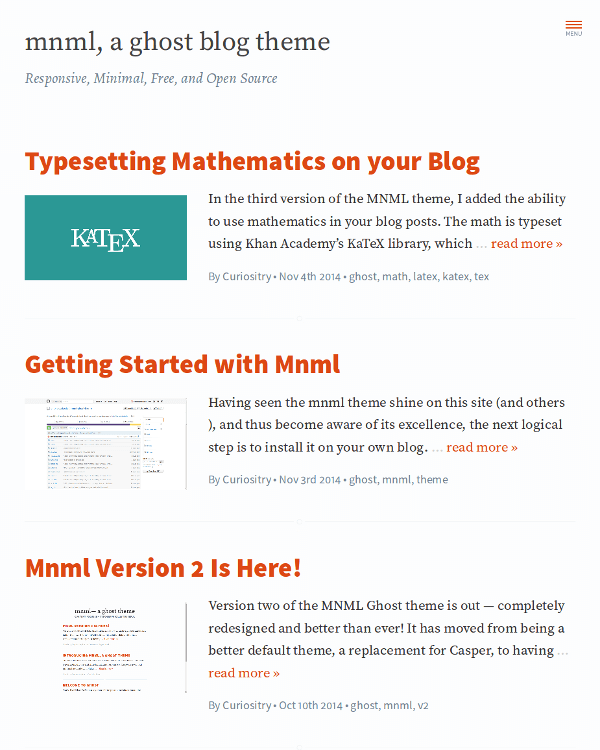 mnml, a ghost blog theme
MENU
Responsive, Minimal, Free, and Open Source
Typesetting Mathematics on your Blog
KATEX
In the third version of the MNML theme, I added the ability
to use mathematics in your blog posts. The math is typeset
using Khan Academy's KaTeX library, which ... read more »
By Curiositry • Nov 4th 2014 • ghost, math, latex, katex, tex
Getting Started with Mnml
Having seen the mnml theme shine on this site (and others
), and thus become aware of its excellence, the next logical
step is to install it on your own blog. ... read more »
By Curiositry • Nov 3rd 2014 • ghost, mnml, theme
Mnml Version 2 Is Here!
mnml— a ghost theme
Version two of the MNML Ghost theme is out — completely
redesigned and better than ever! It has moved from being a
better default theme, a replacement for Casper, to having ...
read more »
By Curiositry • Oct 10th 2014 • ghost, mnml, v2